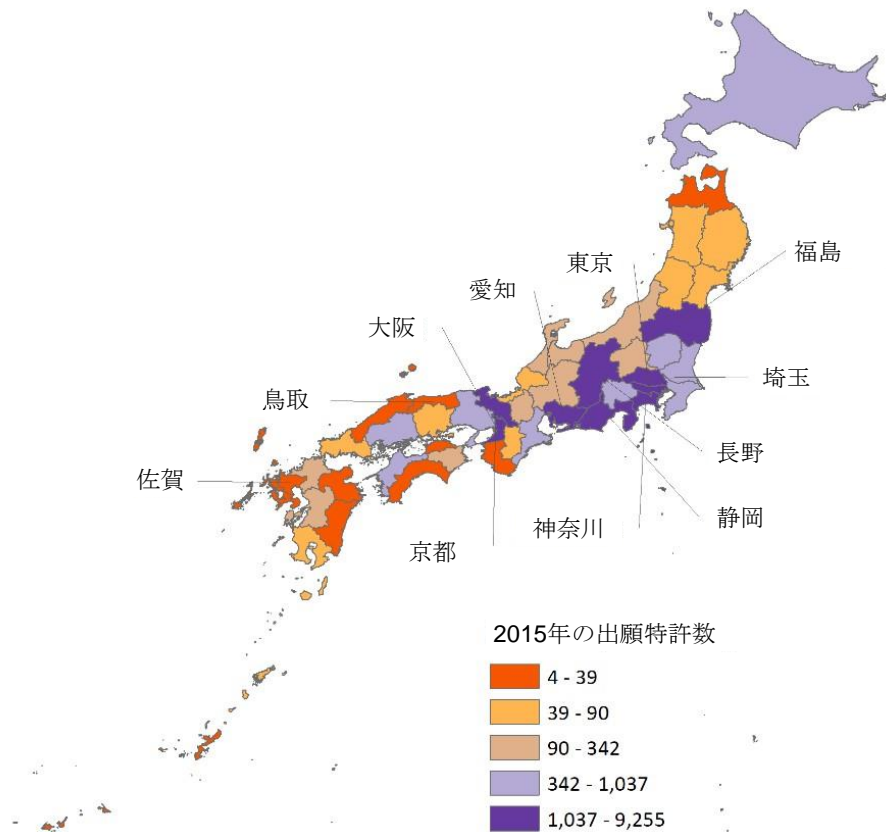 東京
福島
愛知
大阪
埼玉
鳥取
長野
佐賀
静岡
神奈川
京都
2015年の出願特許数
4 - 39
39 - 90
90 - 342
342 - 1,037
1,037 - 9,255